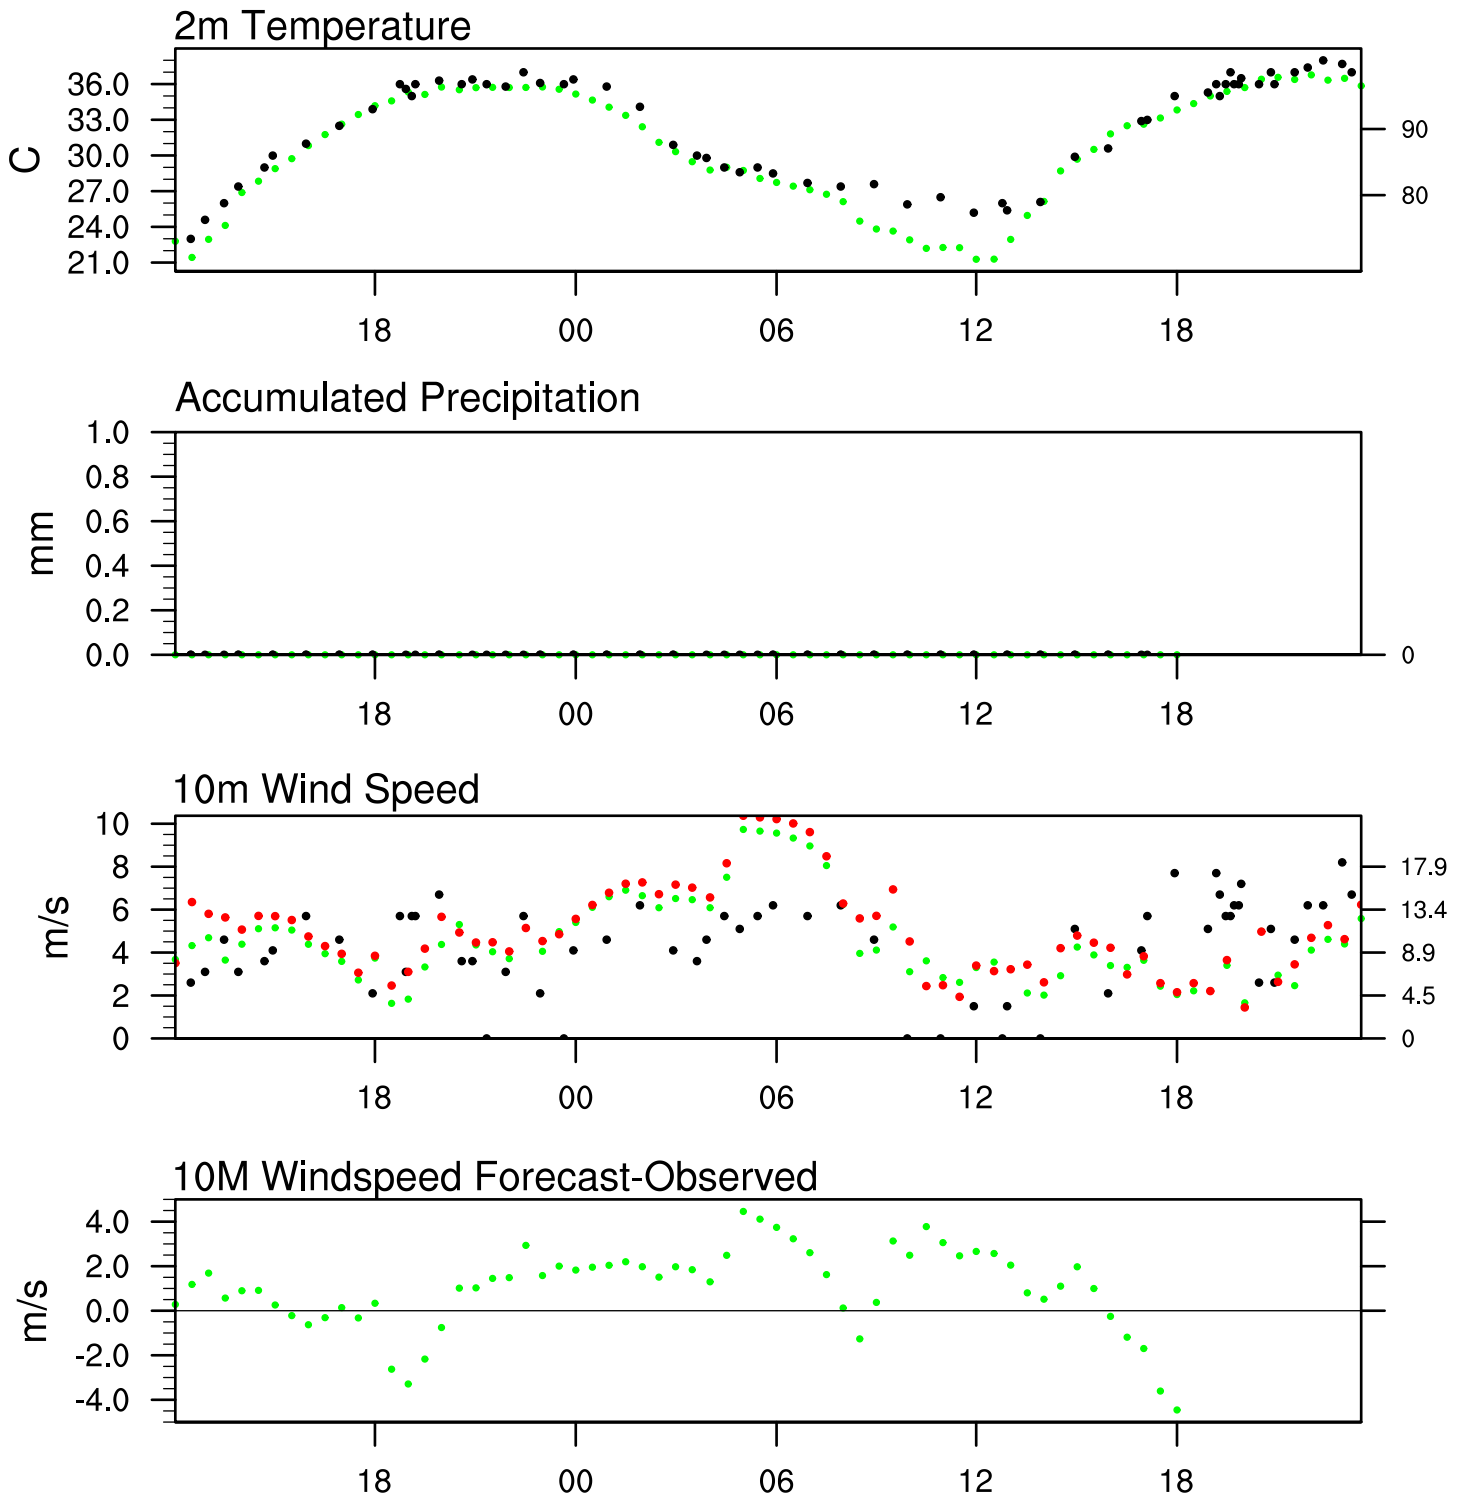 2m Temperature
36.0
33.0
30.0
27.0
24.0
21.0
C
90
80
18 00 06 12 18
Accumulated Precipitation
1.0
0.8
0.6
0.4
0.2
0.0
mm
0
18 00 06 12 18
10m Wind Speed
10
8
6
4
2
0
m/s
17.9
13.4
8.9
4.5
0
18 00 06 12 18
10M Windspeed Forecast-Observed
4.0
2.0
0.0
-2.0
-4.0
m/s
18 00 06 12 18